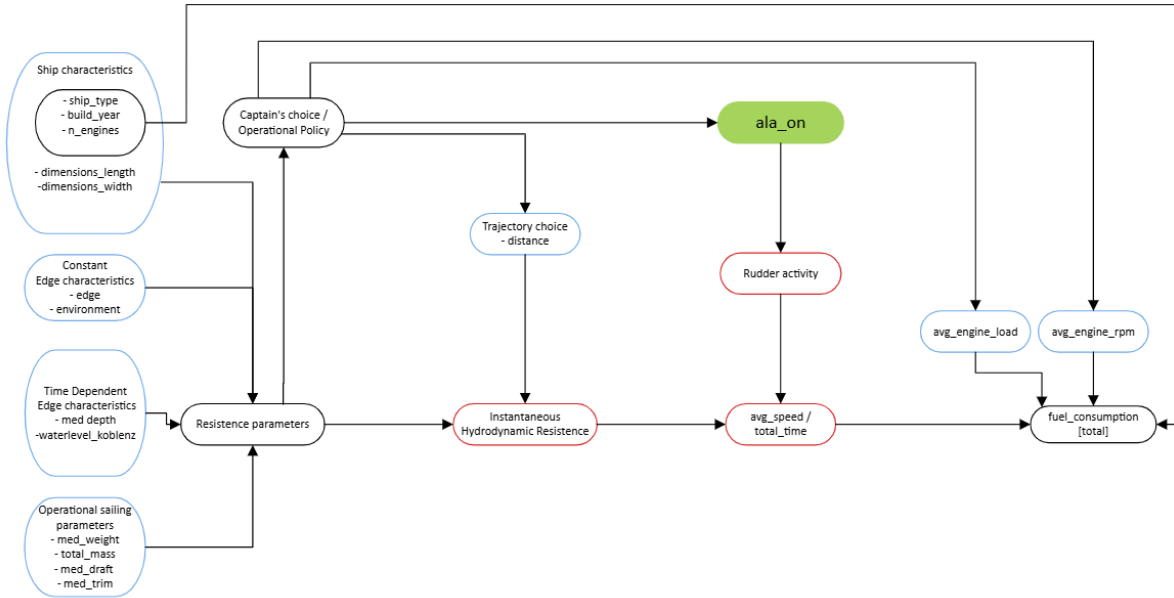 Ship characteristics
- ship_type
- build_year
- n_engines
- dimensions_length
-dimensions_width
Constant
Edge characteristics
- edge
- environment
Time Dependent
Edge characteristics
- med depth
-waterlevel_koblenz
Operational sailing
parameters
- med_weight
- total_mass
- med_draft
- med_trim
Captain's choice /
Operational Policy
Resistence parameters
Trajectory choice
- distance
Instantaneous
Hydrodynamic Resistence
ala_on
Rudder activity
avg_speed /
total_time
avg_engine_load
avg_engine_rpm
fuel_consumption
[total]